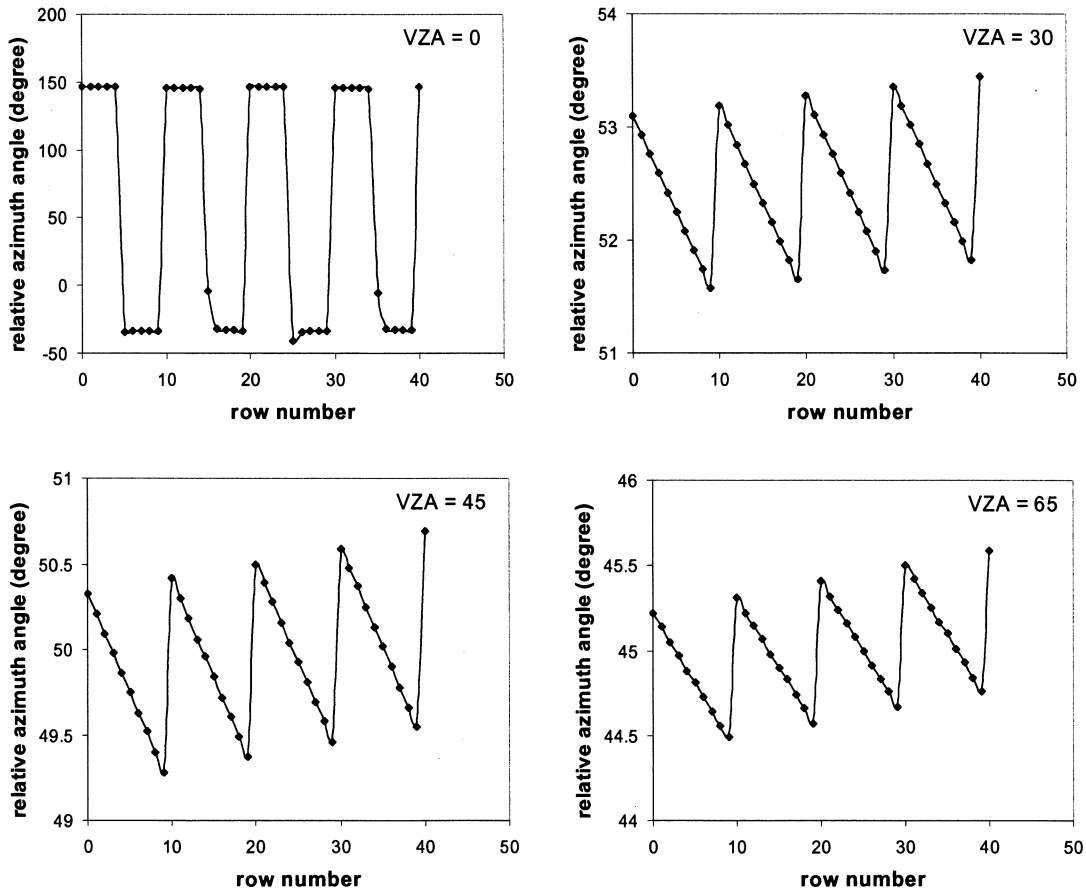 200
150
100
50
0
-50
0 10 20 30 40 50
relative azimuth angle (degree)
row number
VZA = 0
54
53
52
51
0 10 20 30 40 50
relative azimuth angle (degree)
row number
VZA = 30
51
50.5
50
49.5
49
0 10 20 30 40 50
relative azimuth angle (degree)
row number
VZA = 45
46
45.5
45
44.5
44
0 10 20 30 40 50
relative azimuth angle (degree)
row number
VZA = 65